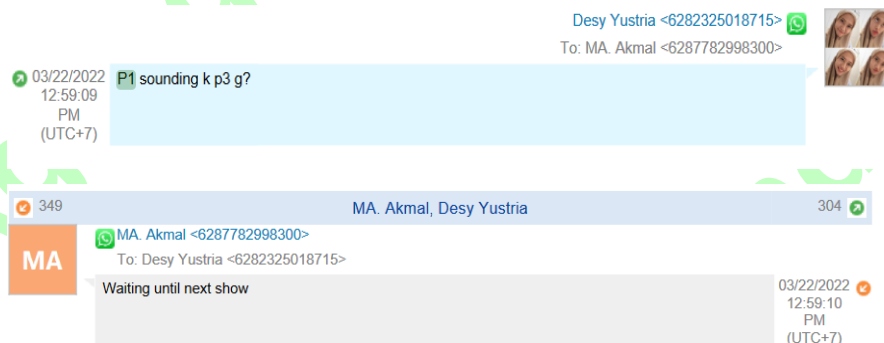 Desy Yustria <6282325018715>
To: MA. Akmal <6287782998300>
03/22/2022
12:59:09
PM
(UTC+7)
P1 sounding k p3 g?
349 MA. Akmal, Desy Yustria 304
MA
MA. Akmal <6287782998300>
To: Desy Yustria <6282325018715>
Waiting until next show
03/22/2022
12:59:10
PM
(UTC+7)